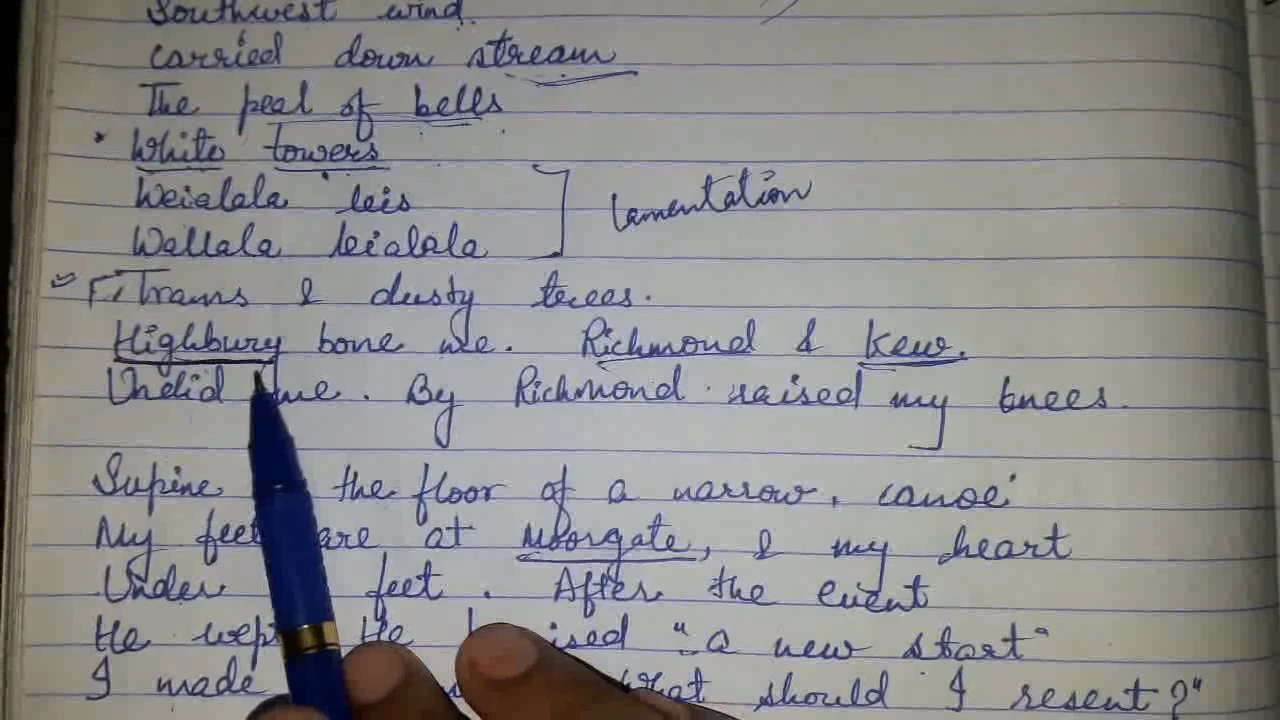 Southwest wind.
carried down stream
The peal of bells
* White towers
Weialala leia
Wallala leialala
lamentation
Trams & dusty trees.
Highbury bore me. Richmond & Kew.
Undid me. By Richmond raised my knees.
Supine the floor of a narrow, canoe
My feet are at Moorgate, & my heart
Under feet. After the event
He wept He "a new start"
I made What should I resent?"